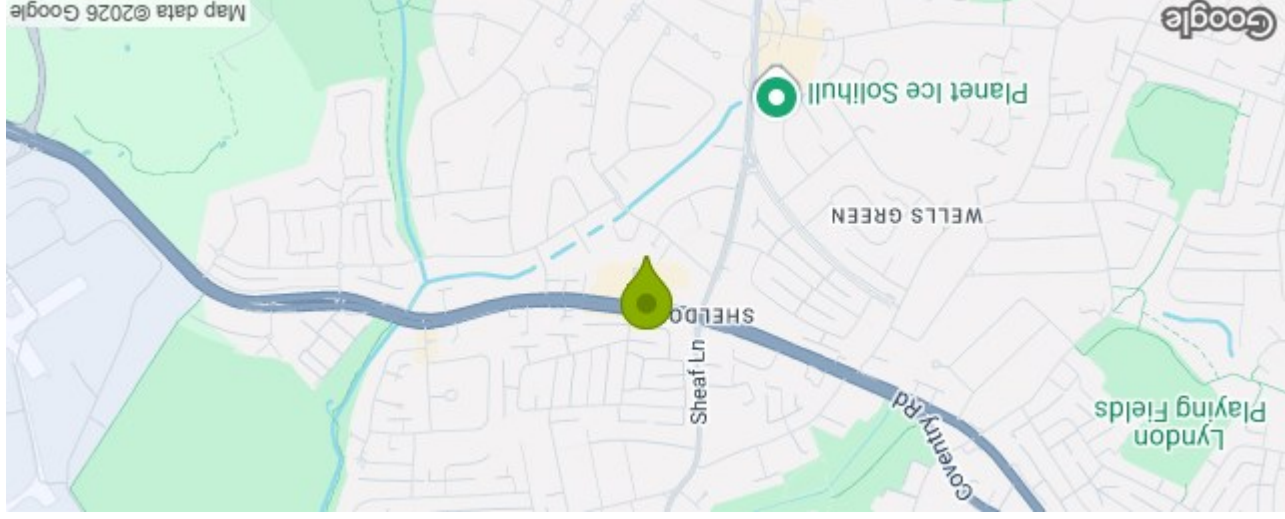 Coventry Rd
Lyndon
Playing Fields
Sheaf Ln
SHELDO
WELLS GREEN
Planet Ice Solihull
Google
Map data ©2026 Google